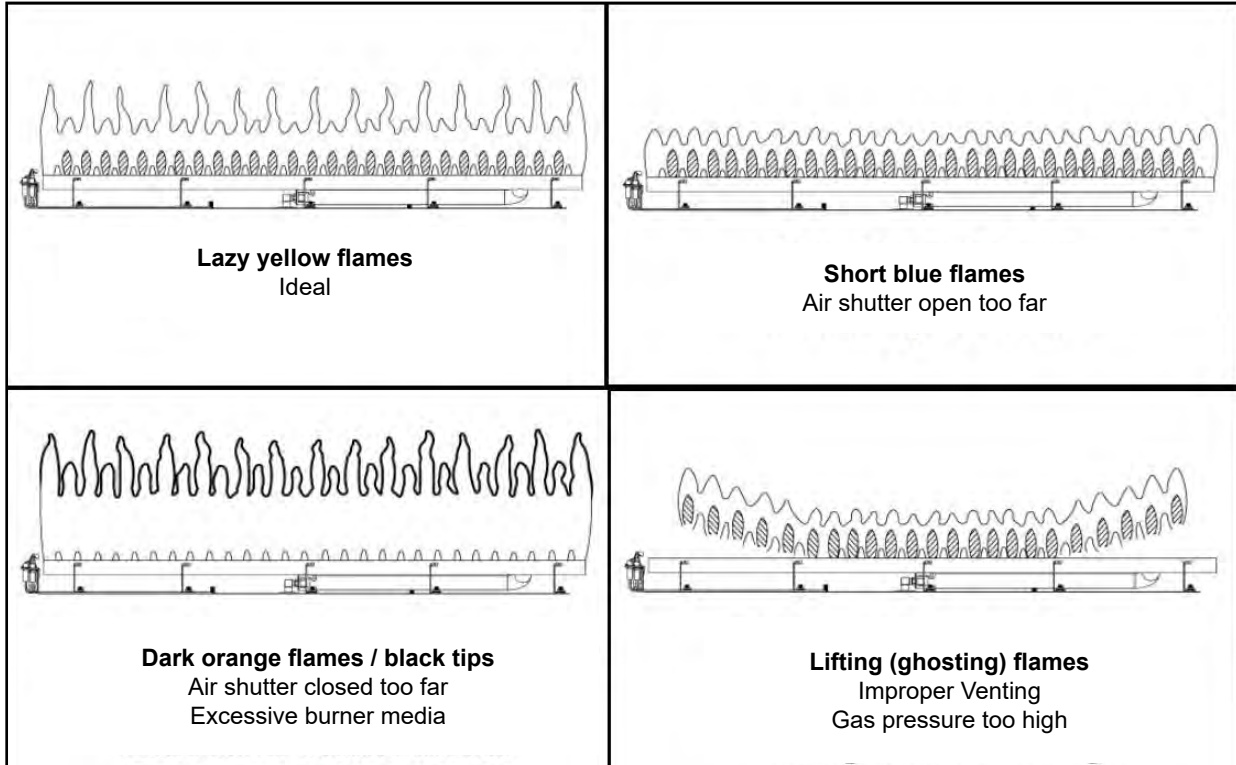 Lazy yellow flames
Ideal
Short blue flames
Air shutter open too far
Dark orange flames / black tips
Air shutter closed too far
Excessive burner media
Lifting (ghosting) flames
Improper Venting
Gas pressure too high